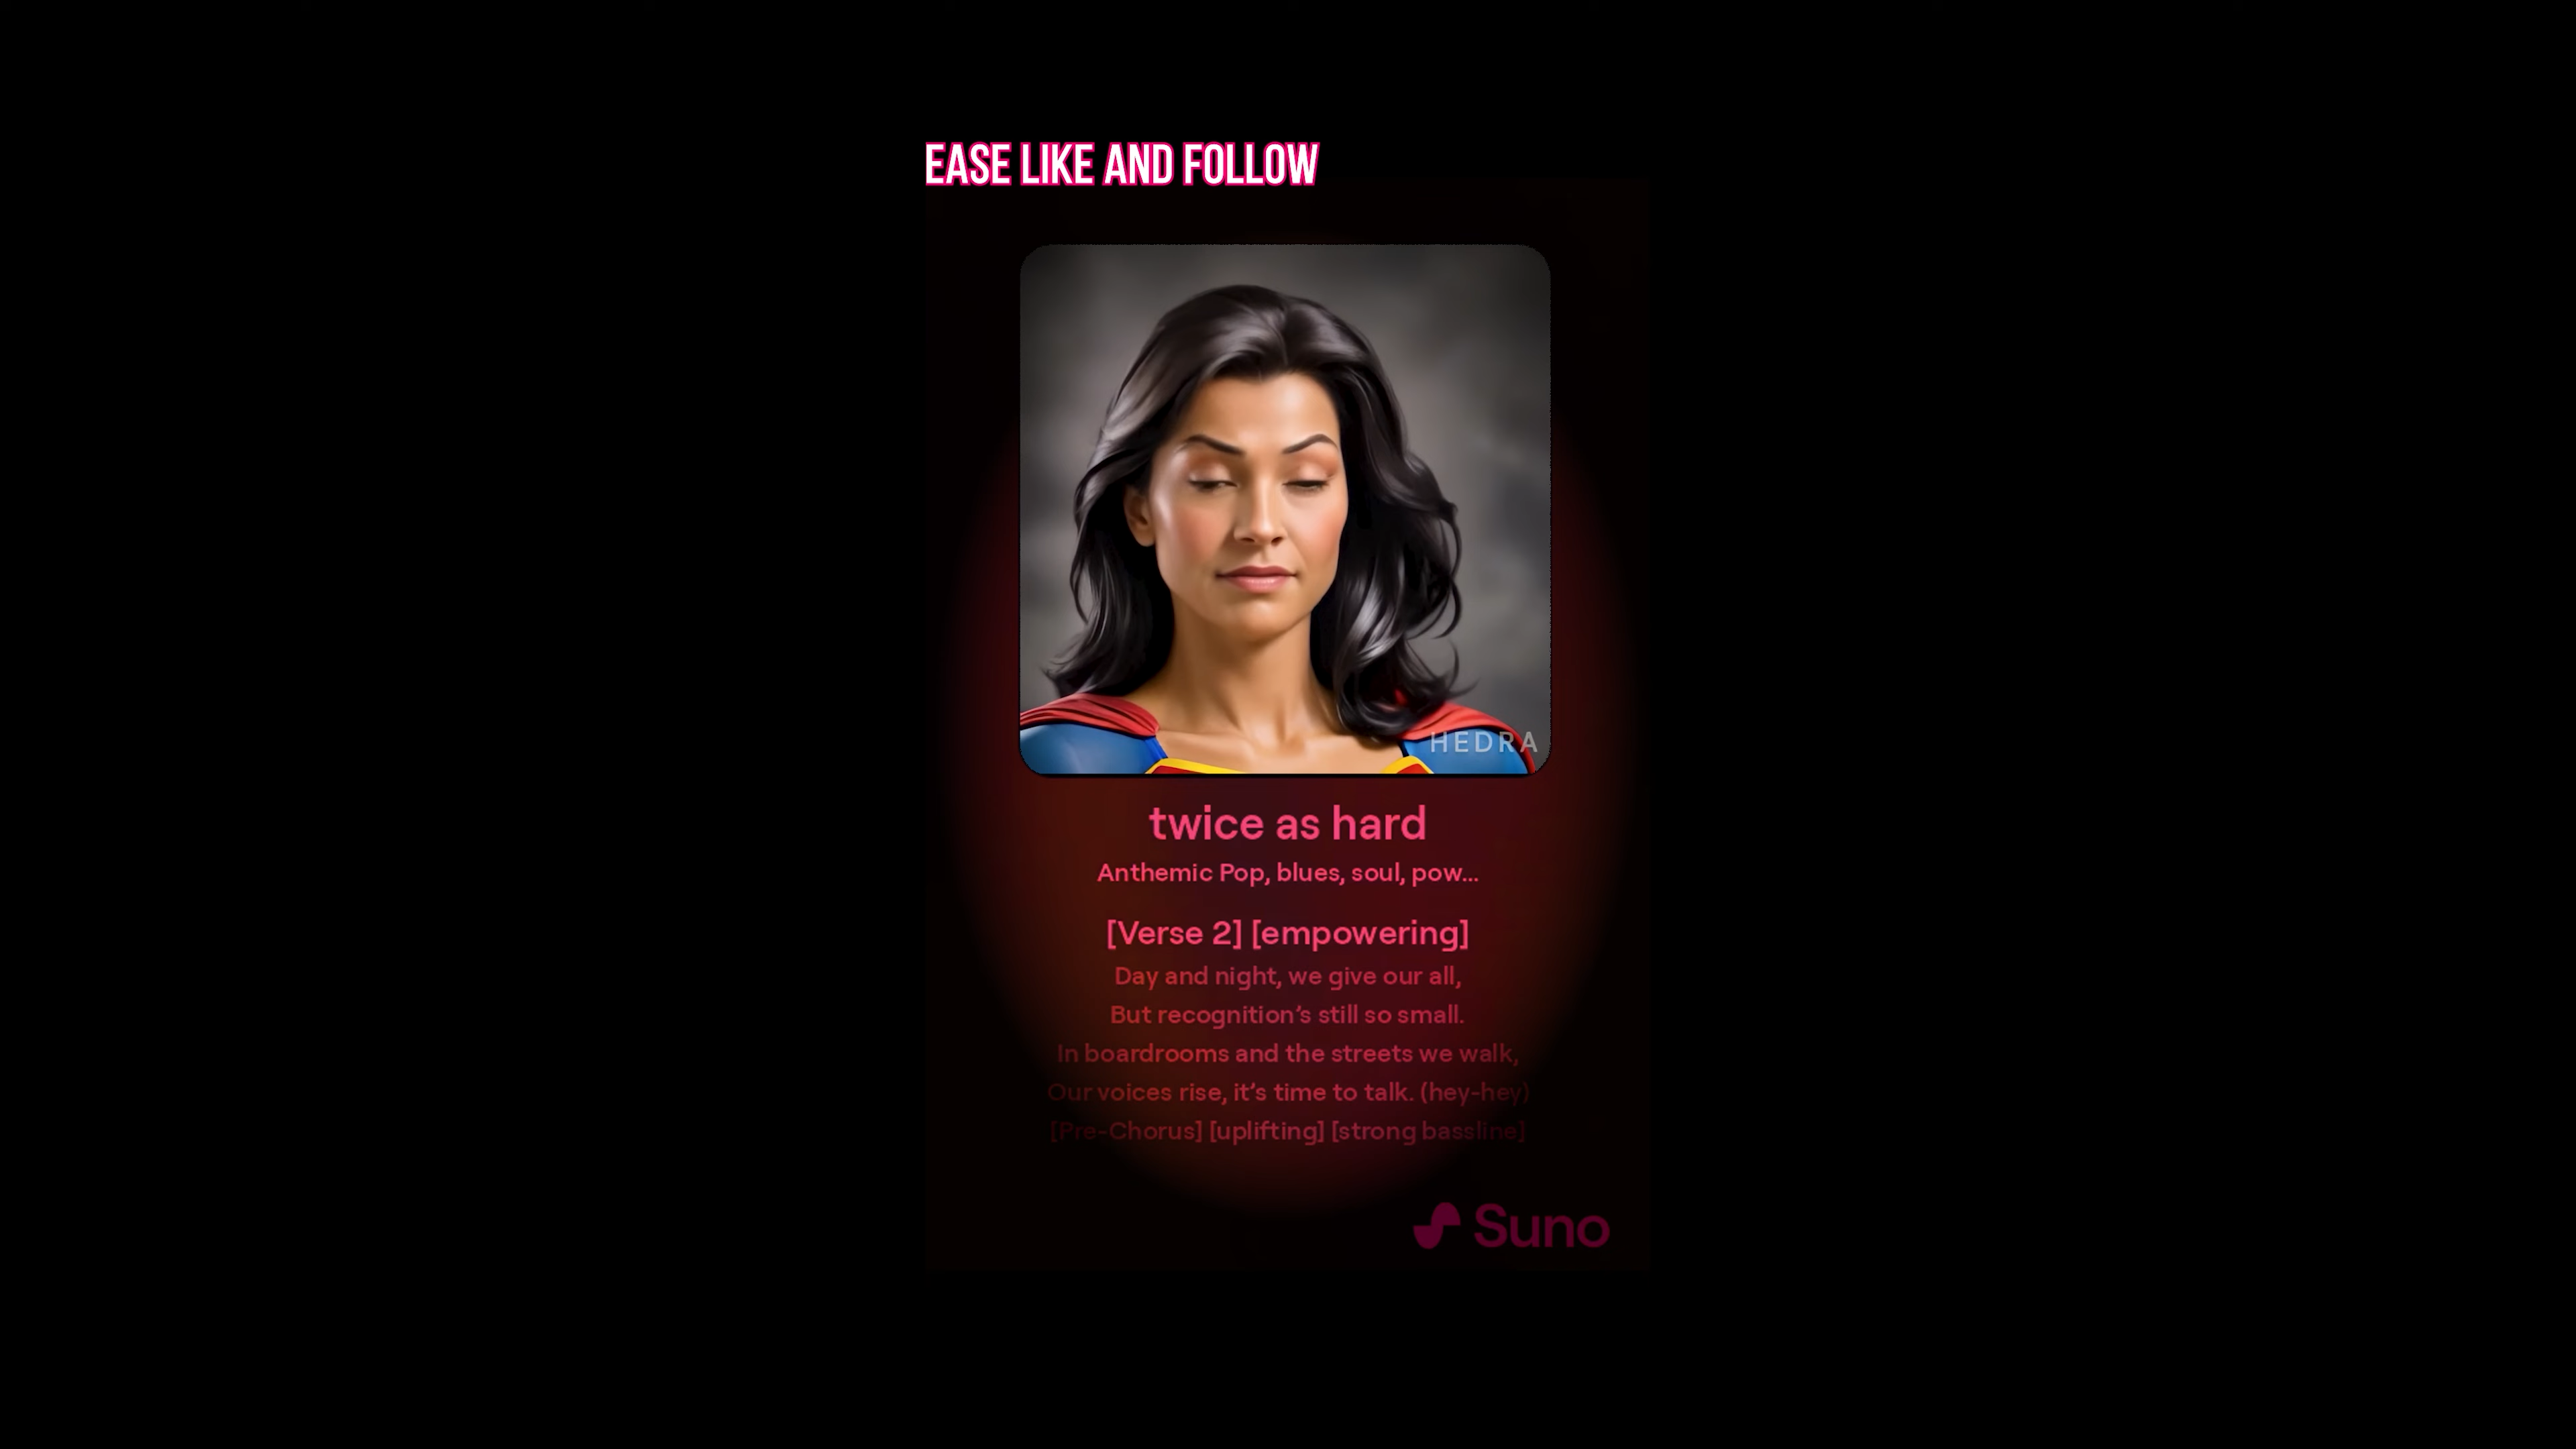 EASE LIKE AND FOLLOW
HEDRA
twice as hard
Anthemic Pop, blues, soul, pow...
[Verse 2] [empowering]
Day and night, we give our all,
But recognition's still so small.
In boardrooms and the streets we walk,
Our voices rise, it's time to talk. (hey-hey)
[Pre-Chorus] [uplifting] [strong bassline]
Suno